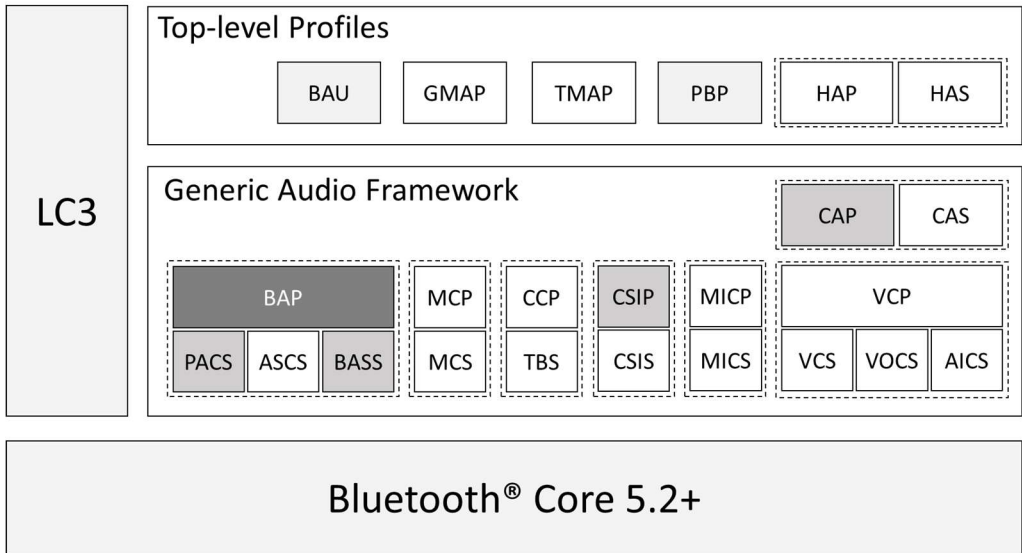 Top-level Profiles
BAU GMAP TMAP PBP HAP HAS
LC3
Generic Audio Framework
CAP CAS
BAP MCP CCP CSIP MICP VCP
PACS ASCS BASS MCS TBS CSIS MICS VCS VOCS AICS
Bluetooth® Core 5.2+